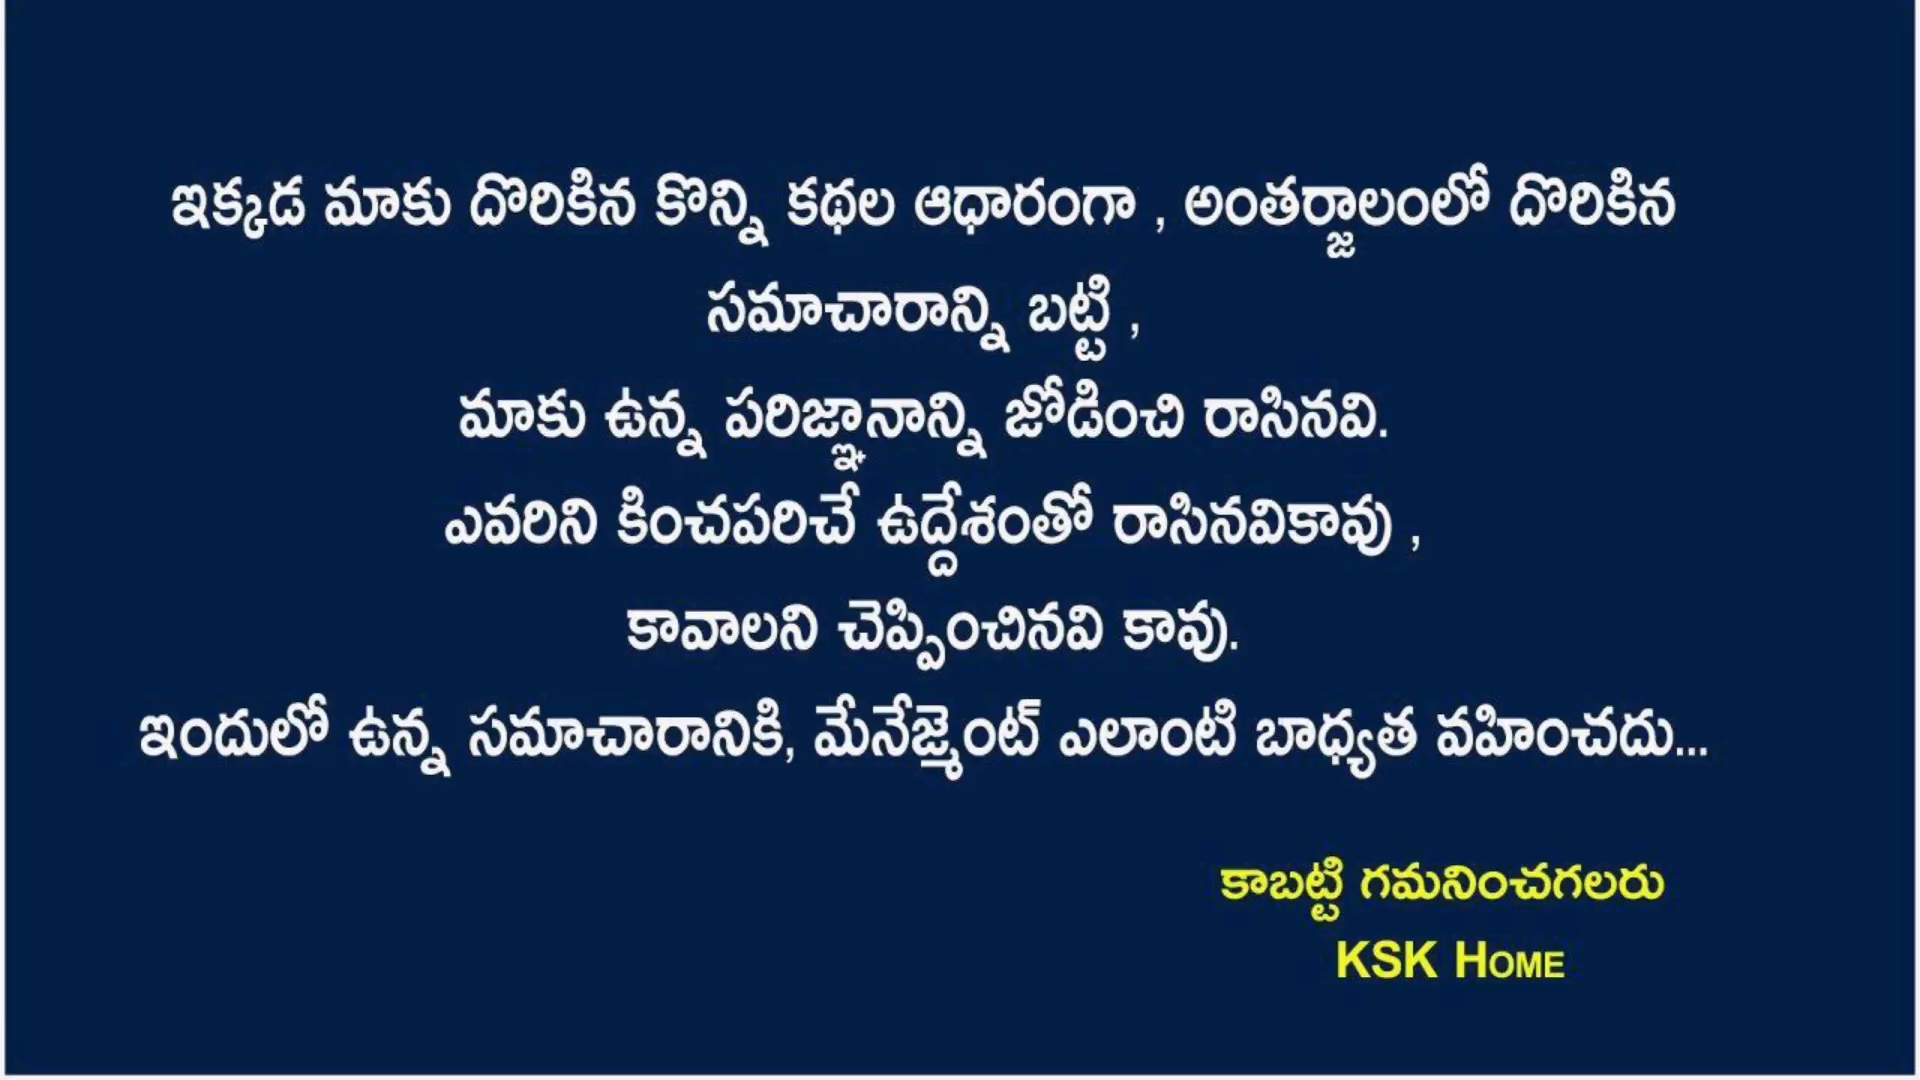 ఇక్కడ మాకు దొరికిన కొన్ని కథల ఆధారంగా , అంతర్జాలంలో దొరికిన
సమాచారాన్ని బట్టి ,
మాకు ఉన్న పరిజ్ఞానాన్ని జోడించి రాసినవి.
ఎవరిని కించపరిచే ఉద్దేశంతో రాసినవికావు ,
కావాలని చెప్పించినవి కావు.
ఇందులో ఉన్న సమాచారానికి, మేనేజ్మెంట్ ఎలాంటి బాధ్యత వహించదు...
కాబట్టి గమనించగలరు
KSK HOME